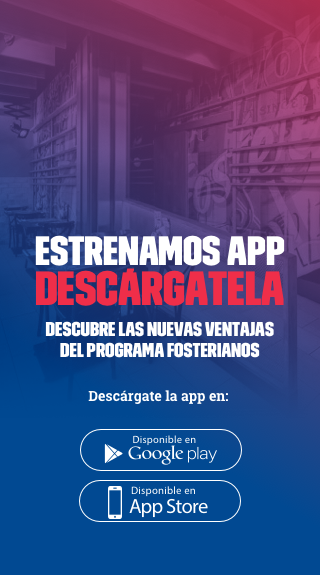 ESTRENAMOS APP
DESCÁRGATELA
DESCUBRE LAS NUEVAS VENTAJAS
DEL PROGRAMA FOSTERIANOS
Descárgate la app en:
Disponible en
Google play
Disponible en
App Store